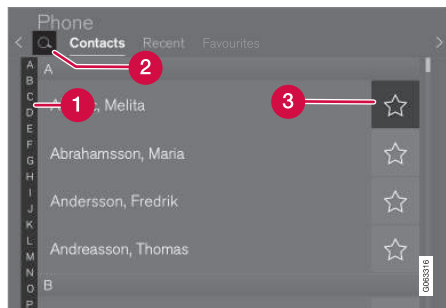 Phone
< Contacts Recent Favourites >
2
A
A
B
C
D
1
Melita
3
E
F
G
Abrahamsson, Maria
H
I
J
Andersson, Fredrik
K
L
M
Andreasson, Thomas
N
O
B
P
G063316